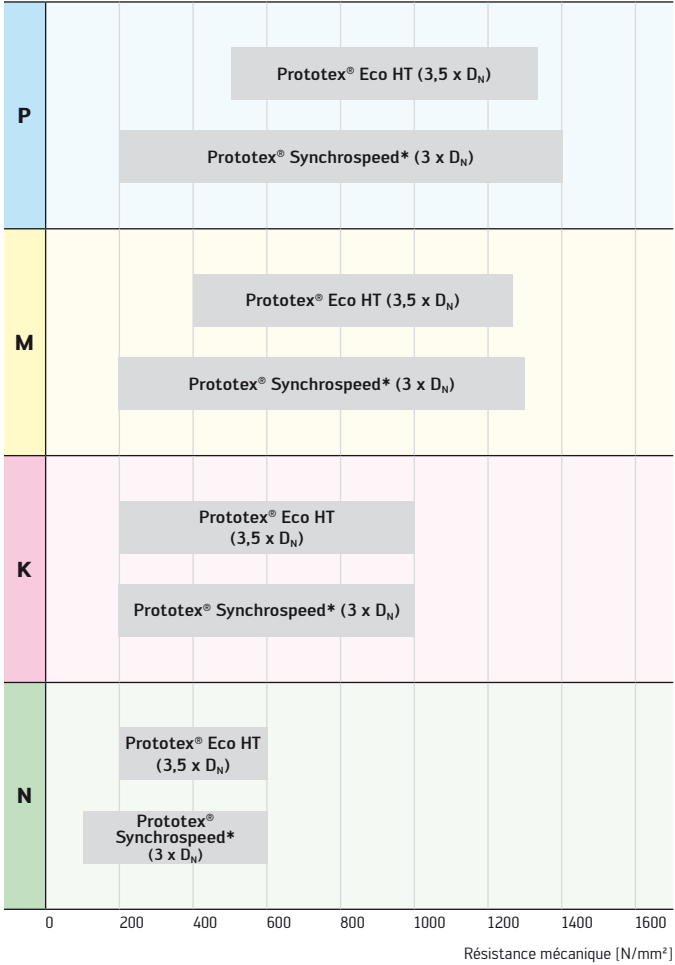 P
Prototex® Eco HT (3,5 x DN)
Prototex® Synchrospeed* (3 x DN)
M
Prototex® Eco HT (3,5 x DN)
Prototex® Synchrospeed* (3 x DN)
K
Prototex® Eco HT
(3,5 x DN)
Prototex® Synchrospeed* (3 x DN)
N
Prototex® Eco HT
(3,5 x DN)
Prototex®
Synchrospeed*
(3 x DN)
0 200 400 600 800 1000 1200 1400 1600
Résistance mécanique [N/mm²]